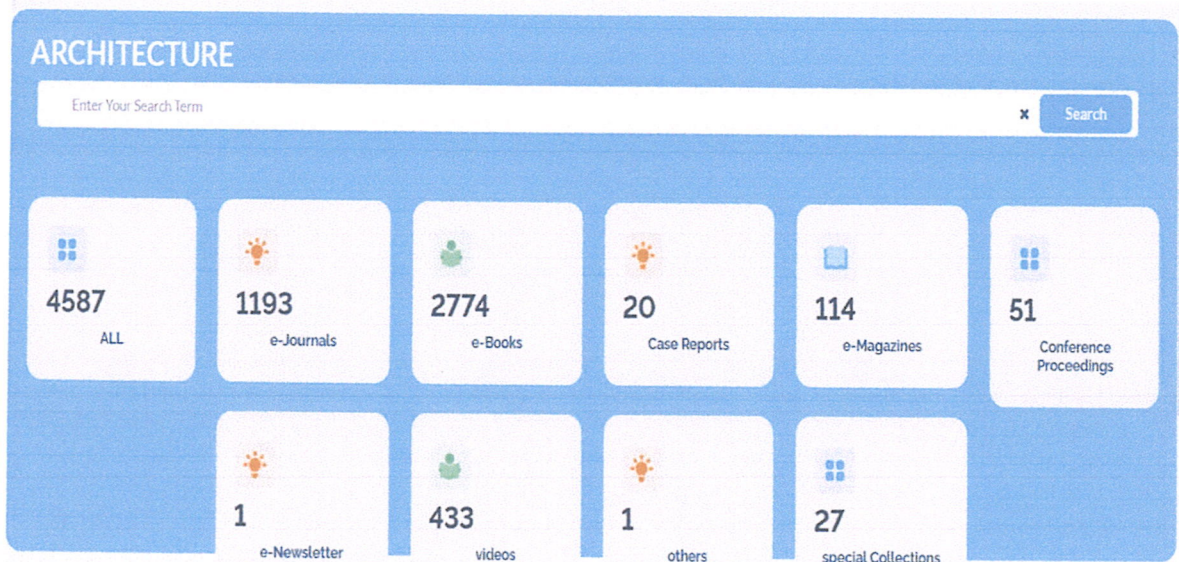 ARCHITECTURE
Enter Your Search Term
x Search
4587
ALL
1193
e-Journals
2774
e-Books
20
Case Reports
114
e-Magazines
51
Conference
Proceedings
1
e-Newsletter
433
videos
1
others
27
special Collections